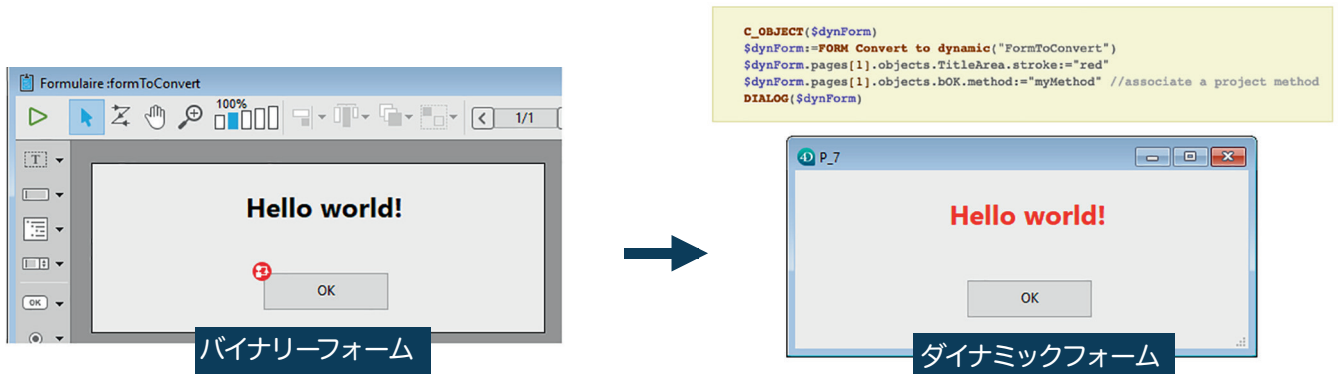 C_OBJECT($dynForm)
$dynForm:=FORM Convert to dynamic("FormToConvert")
$dynForm.pages[1].objects.TitleArea.stroke:="red"
$dynForm.pages[1].objects.bOK.method:="myMethod" //associate a project method
DIALOG($dynForm)
Formulaire :formToConvert
100%
1/1
T
Hello world!
OK
OK
バイナリーフォーム
4D P_7
Hello world!
OK
ダイナミックフォーム